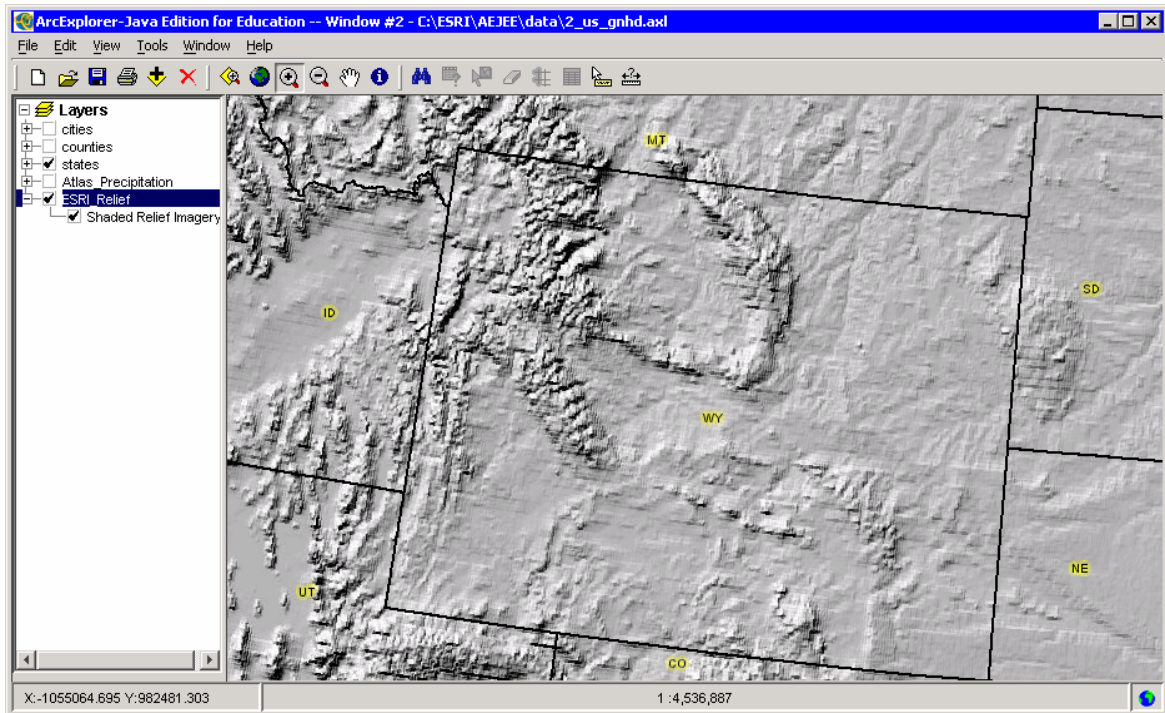 ArcExplorer-Java Edition for Education -- Window #2 - C:\ESRI\AEJEE\data\2_us_gnhd.axl
File Edit View Tools Window Help
Layers
cities
counties
states
Atlas_Precipitation
ESRI_Relief
Shaded Relief Imagery
MT
SD
ID
WY
NE
UT
CO
X:-1055064.695 Y:982481.303
1 :4,536,887